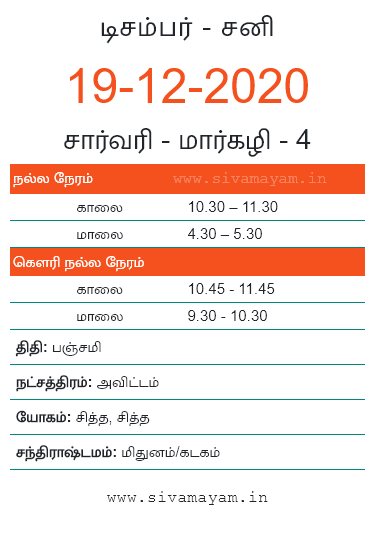 டிசம்பர் - சனி
19-12-2020
சார்வரி - மார்கழி - 4
நல்ல நேரம் www.sivamayam.in
காலை 10.30 – 11.30
மாலை 4.30 – 5.30
கௌரி நல்ல நேரம்
காலை 10.45 - 11.45
மாலை 9.30 - 10.30
திதி: பஞ்சமி
நட்சத்திரம்: அவிட்டம்
யோகம்: சித்த, சித்த
சந்திராஷ்டமம்: மிதுனம்/கடகம்
www.sivamayam.in